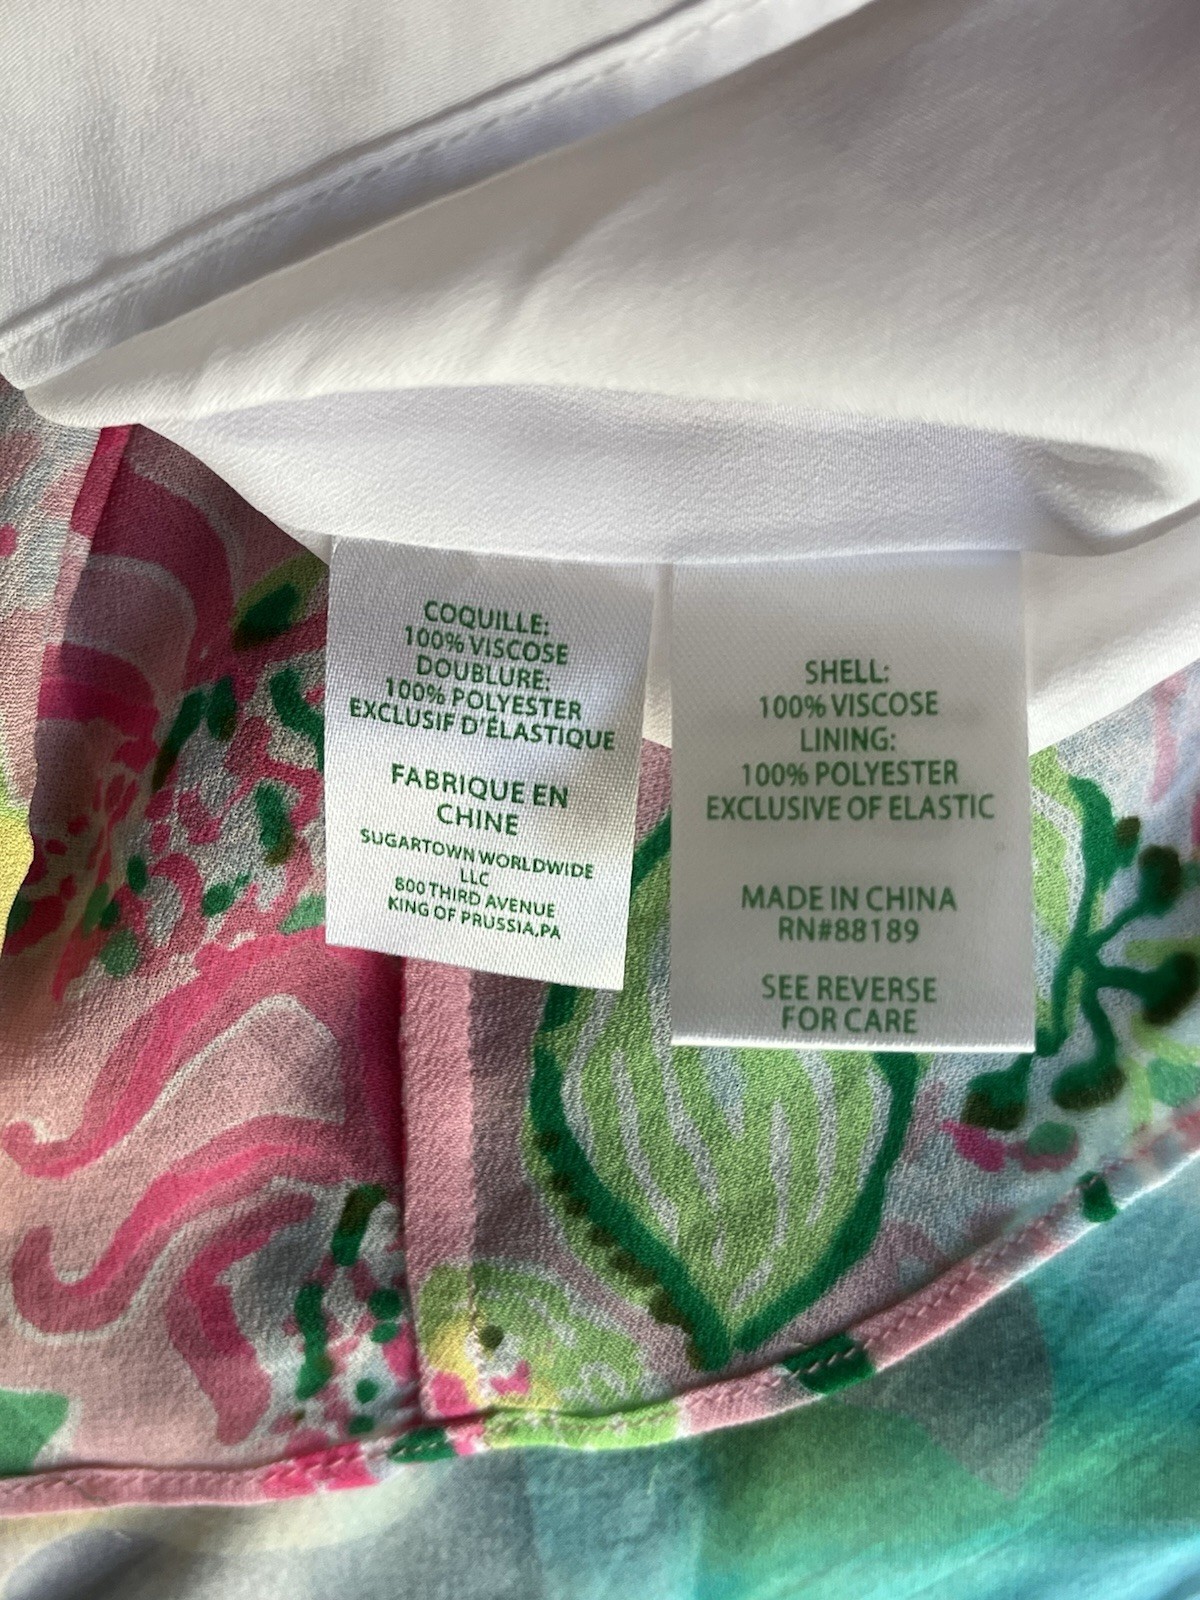 COQUILLE:
100% VISCOSE
DOUBLURE:
100% POLYESTER
EXCLUSIF D'ÉLASTIQUE
FABRIQUE EN
CHINE
SUGARTOWN WORLDWIDE
LLC
800 THIRD AVENUE
KING OF PRUSSIA,PA
SHELL:
100% VISCOSE
LINING:
100% POLYESTER
EXCLUSIVE OF ELASTIC
MADE IN CHINA
RN#88189
SEE REVERSE
FOR CARE